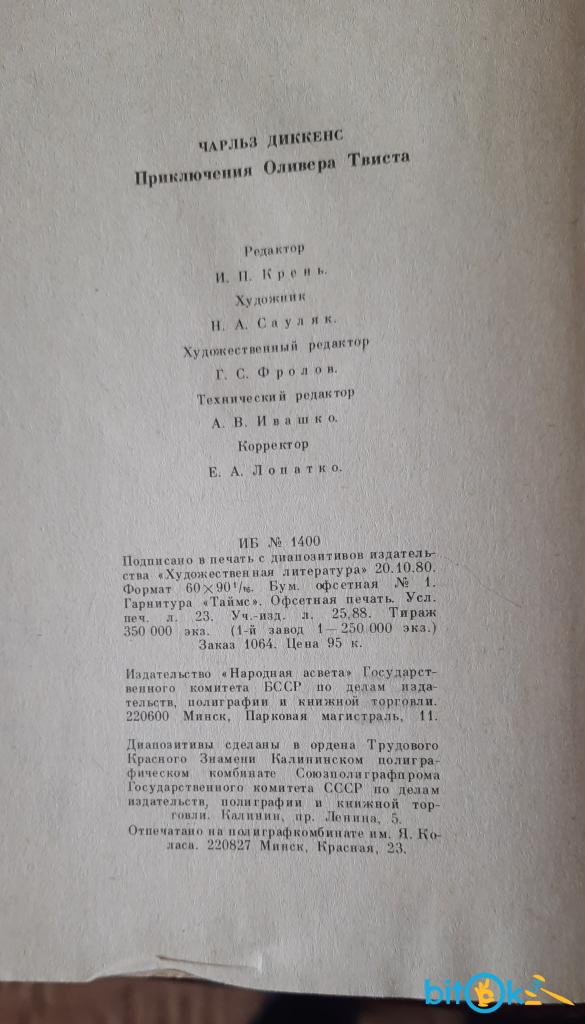 ЧАРЛЬЗ ДИККЕНС
Приключения Оливера Твиста
Редактор
И. П. Крень.
Художник
Н. А. Сауляк.
Художественный редактор
Г. С. Фролов.
Технический редактор
А. В. Ивашко.
Корректор
Е. А. Лопатко.
ИБ № 1400
Подписано в печать с диапозитивов издатель-
ства «Художественная литература» 20.10.80.
Формат 60×90¹/₁₆. Бум. офсетная № 1.
Гарнитура «Таймс». Офсетная печать. Усл.
печ. л. 23. Уч.-изд. л. 25,88. Тираж
350 000 экз. (1-й завод 1—250 000 экз.)
Заказ 1064. Цена 95 к.
Издательство «Народная асвета» Государст-
венного комитета БССР по делам изда-
тельств, полиграфии и книжной торговли.
220600 Минск, Парковая магистраль, 11.
Диапозитивы сделаны в ордена Трудового
Красного Знамени Калининском полигра-
фическом комбинате Союзполиграфпрома
Государственного комитета СССР по делам
издательств, полиграфии и книжной тор-
говли. Калинин, пр. Ленина, 5.
Отпечатано на полиграфкомбинате им. Я. Ко-
ласа. 220827 Минск, Красная, 23.
bitok